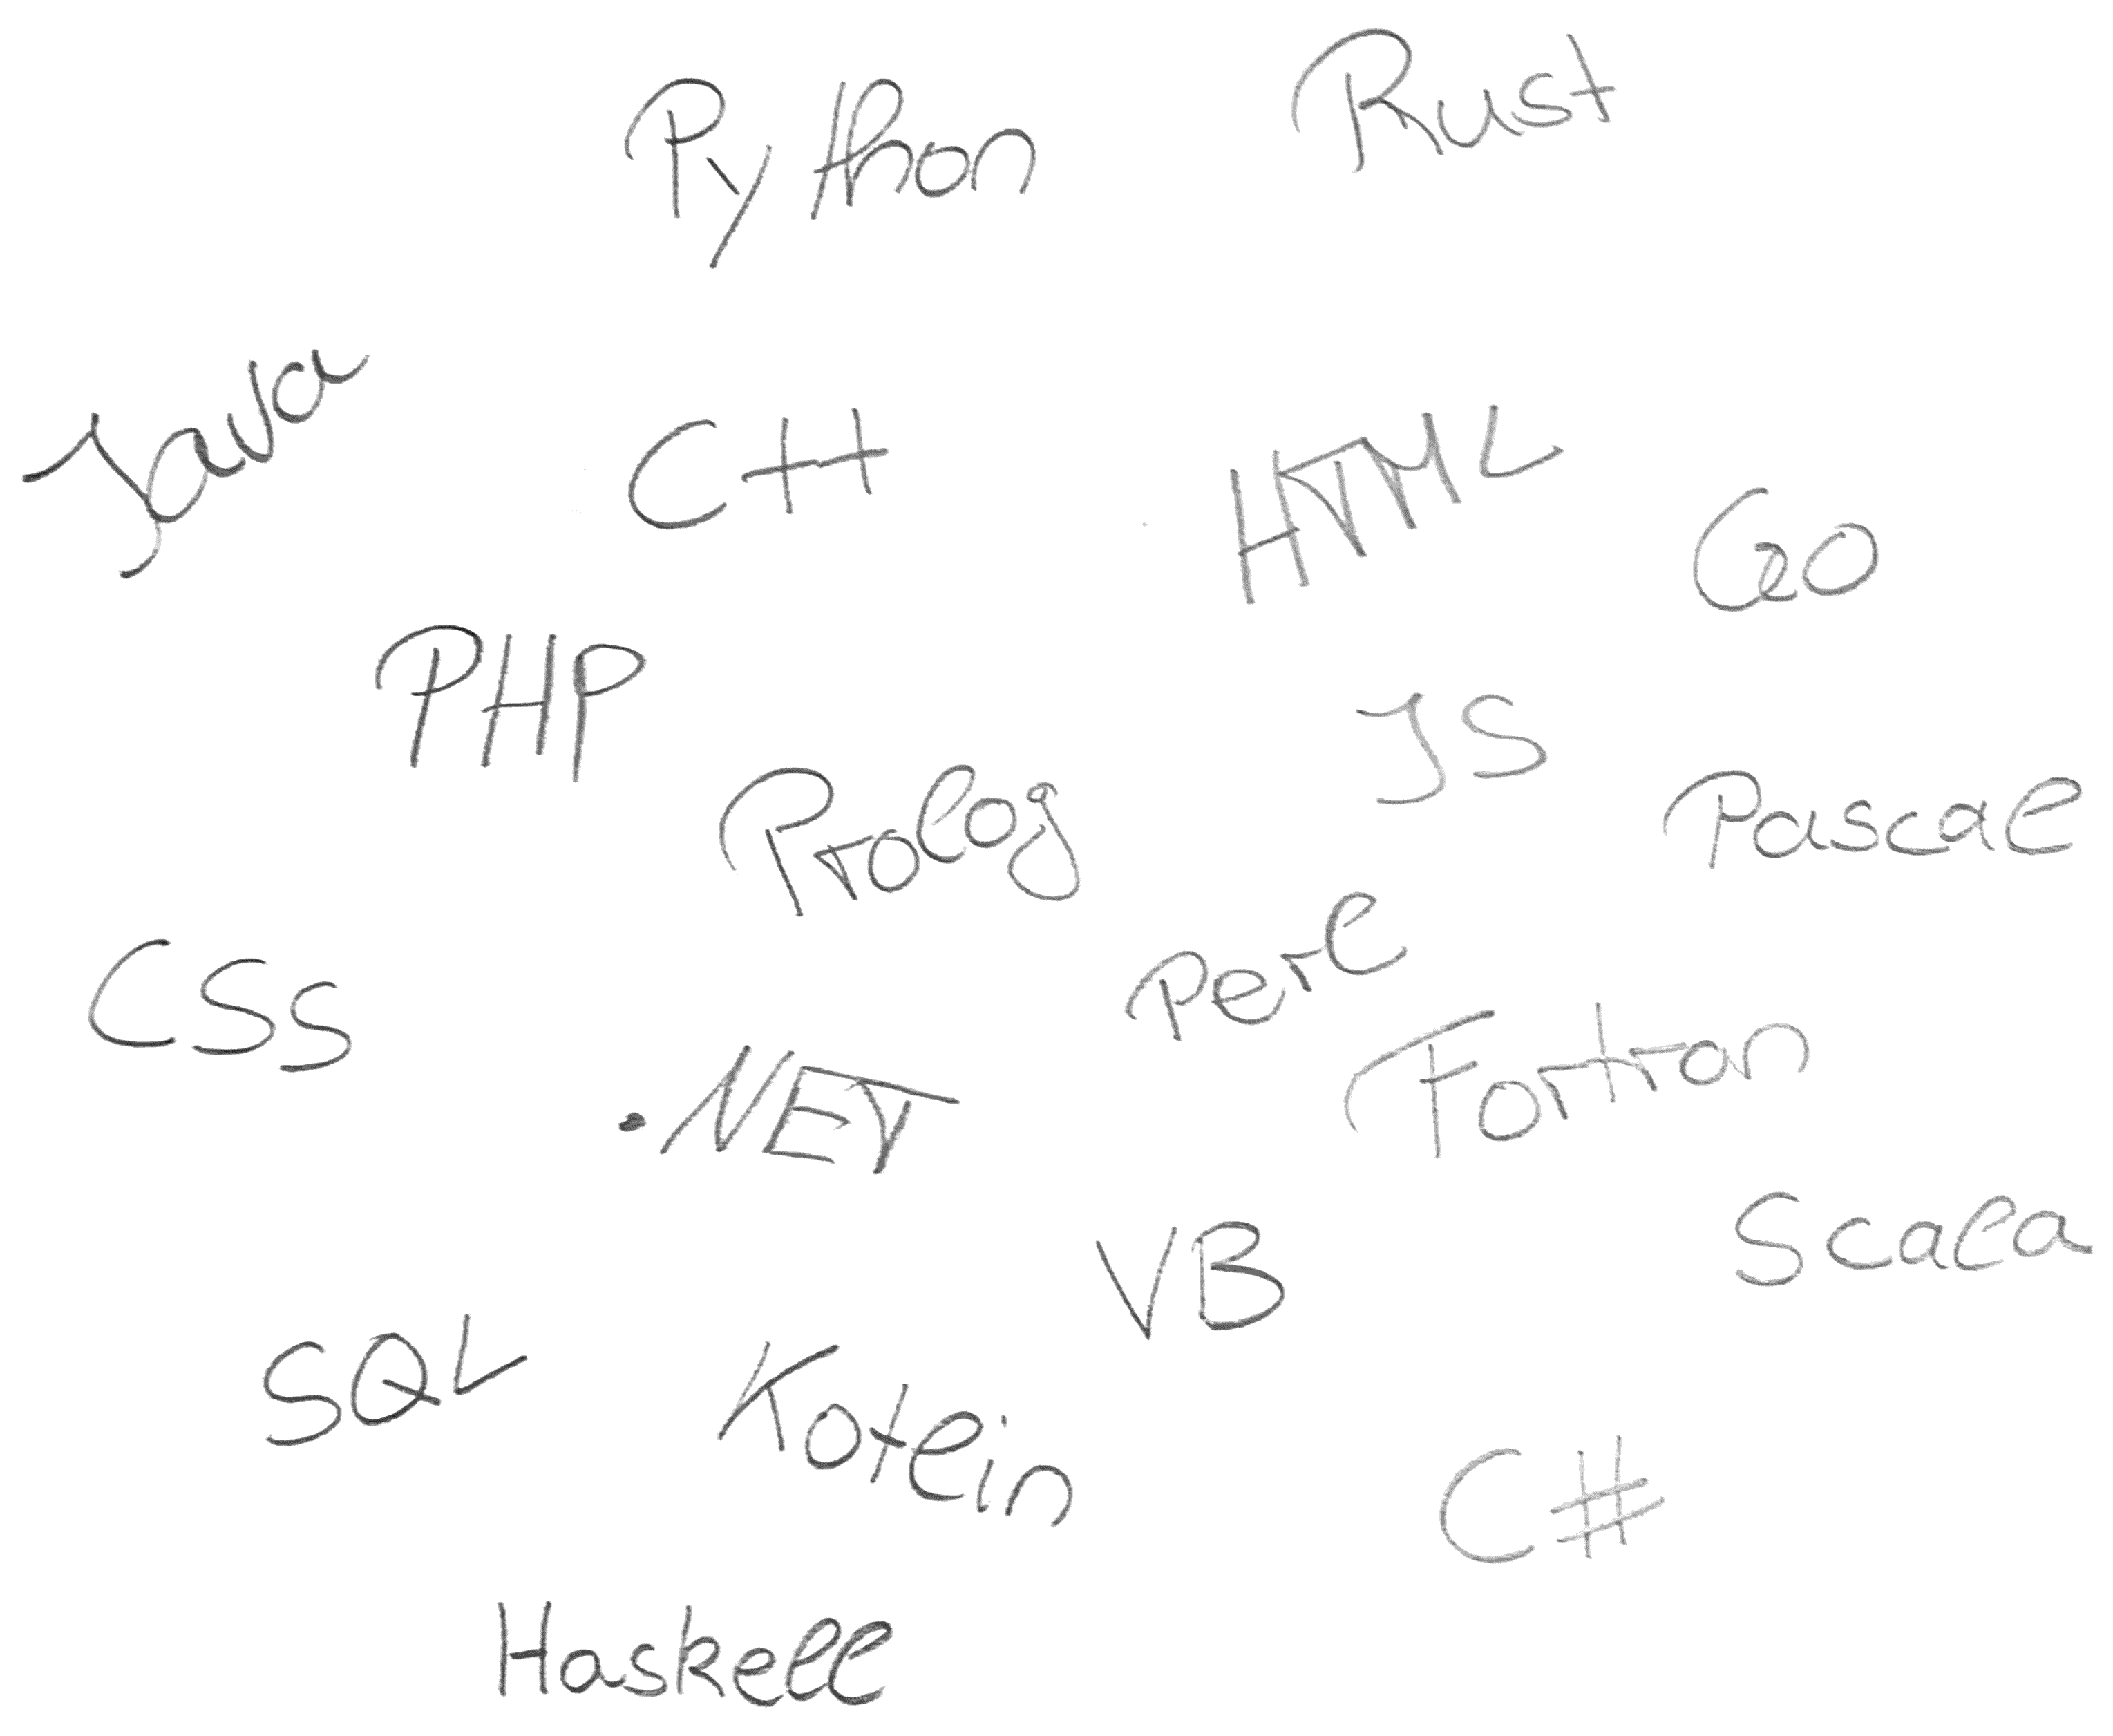 Python
Rust
Java
C++
HTML
Go
PHP
JS
Prolog
Pascal
CSS
Perl
.NET
Fortran
VB
Scala
SQL
Kotlin
C#
Haskell